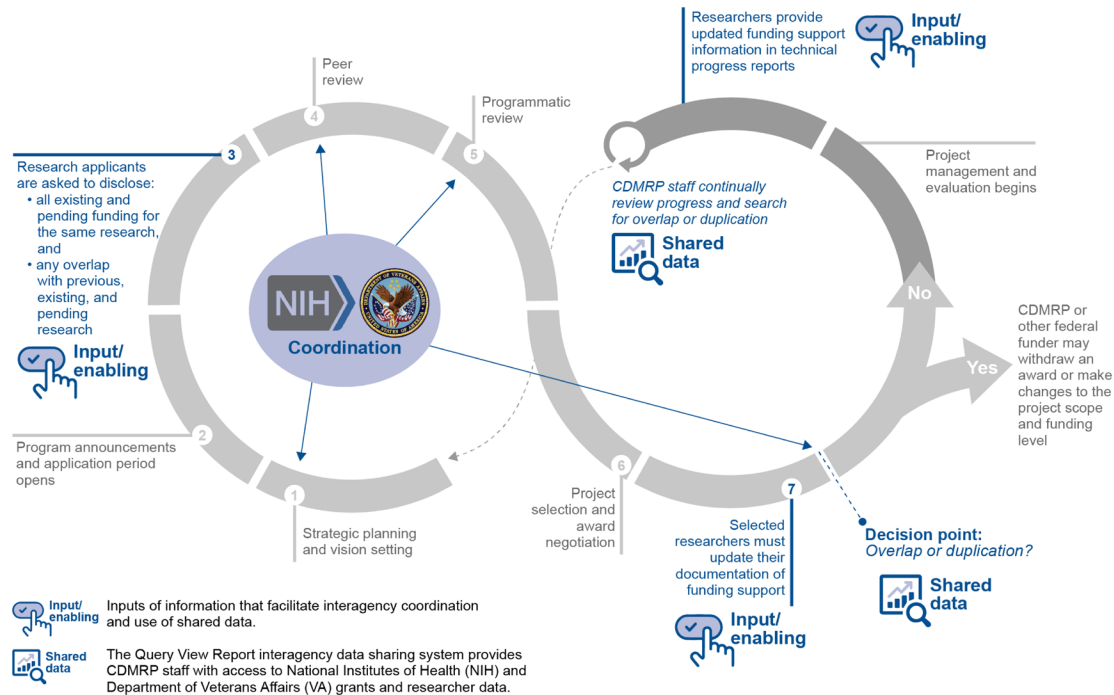 Researchers provide
updated funding support
information in technical
progress reports
Input/
enabling
Peer
review
4
Programmatic
review
5
3
Research applicants
are asked to disclose:
• all existing and
pending funding for
the same research,
and
• any overlap
with previous,
existing, and
pending
research
Input/
enabling
CDMRP staff continually
review progress and search
for overlap or duplication
Shared
data
Project
management and
evaluation begins
NIH
DEPARTMENT OF VETERANS AFFAIRS
UNITED STATES OF AMERICA
Coordination
No
Yes
CDMRP or
other federal
funder may
withdraw an
award or make
changes to the
project scope
and funding
level
2
Program announcements
and application period
opens
1
Strategic planning
and vision setting
6
Project
selection and
award
negotiation
7
Selected
researchers must
update their
documentation of
funding support
Input/
enabling
Decision point:
Overlap or duplication?
Shared
data
Input/
enabling
Inputs of information that facilitate interagency coordination
and use of shared data.
Shared
data
The Query View Report interagency data sharing system provides
CDMRP staff with access to National Institutes of Health (NIH) and
Department of Veterans Affairs (VA) grants and researcher data.